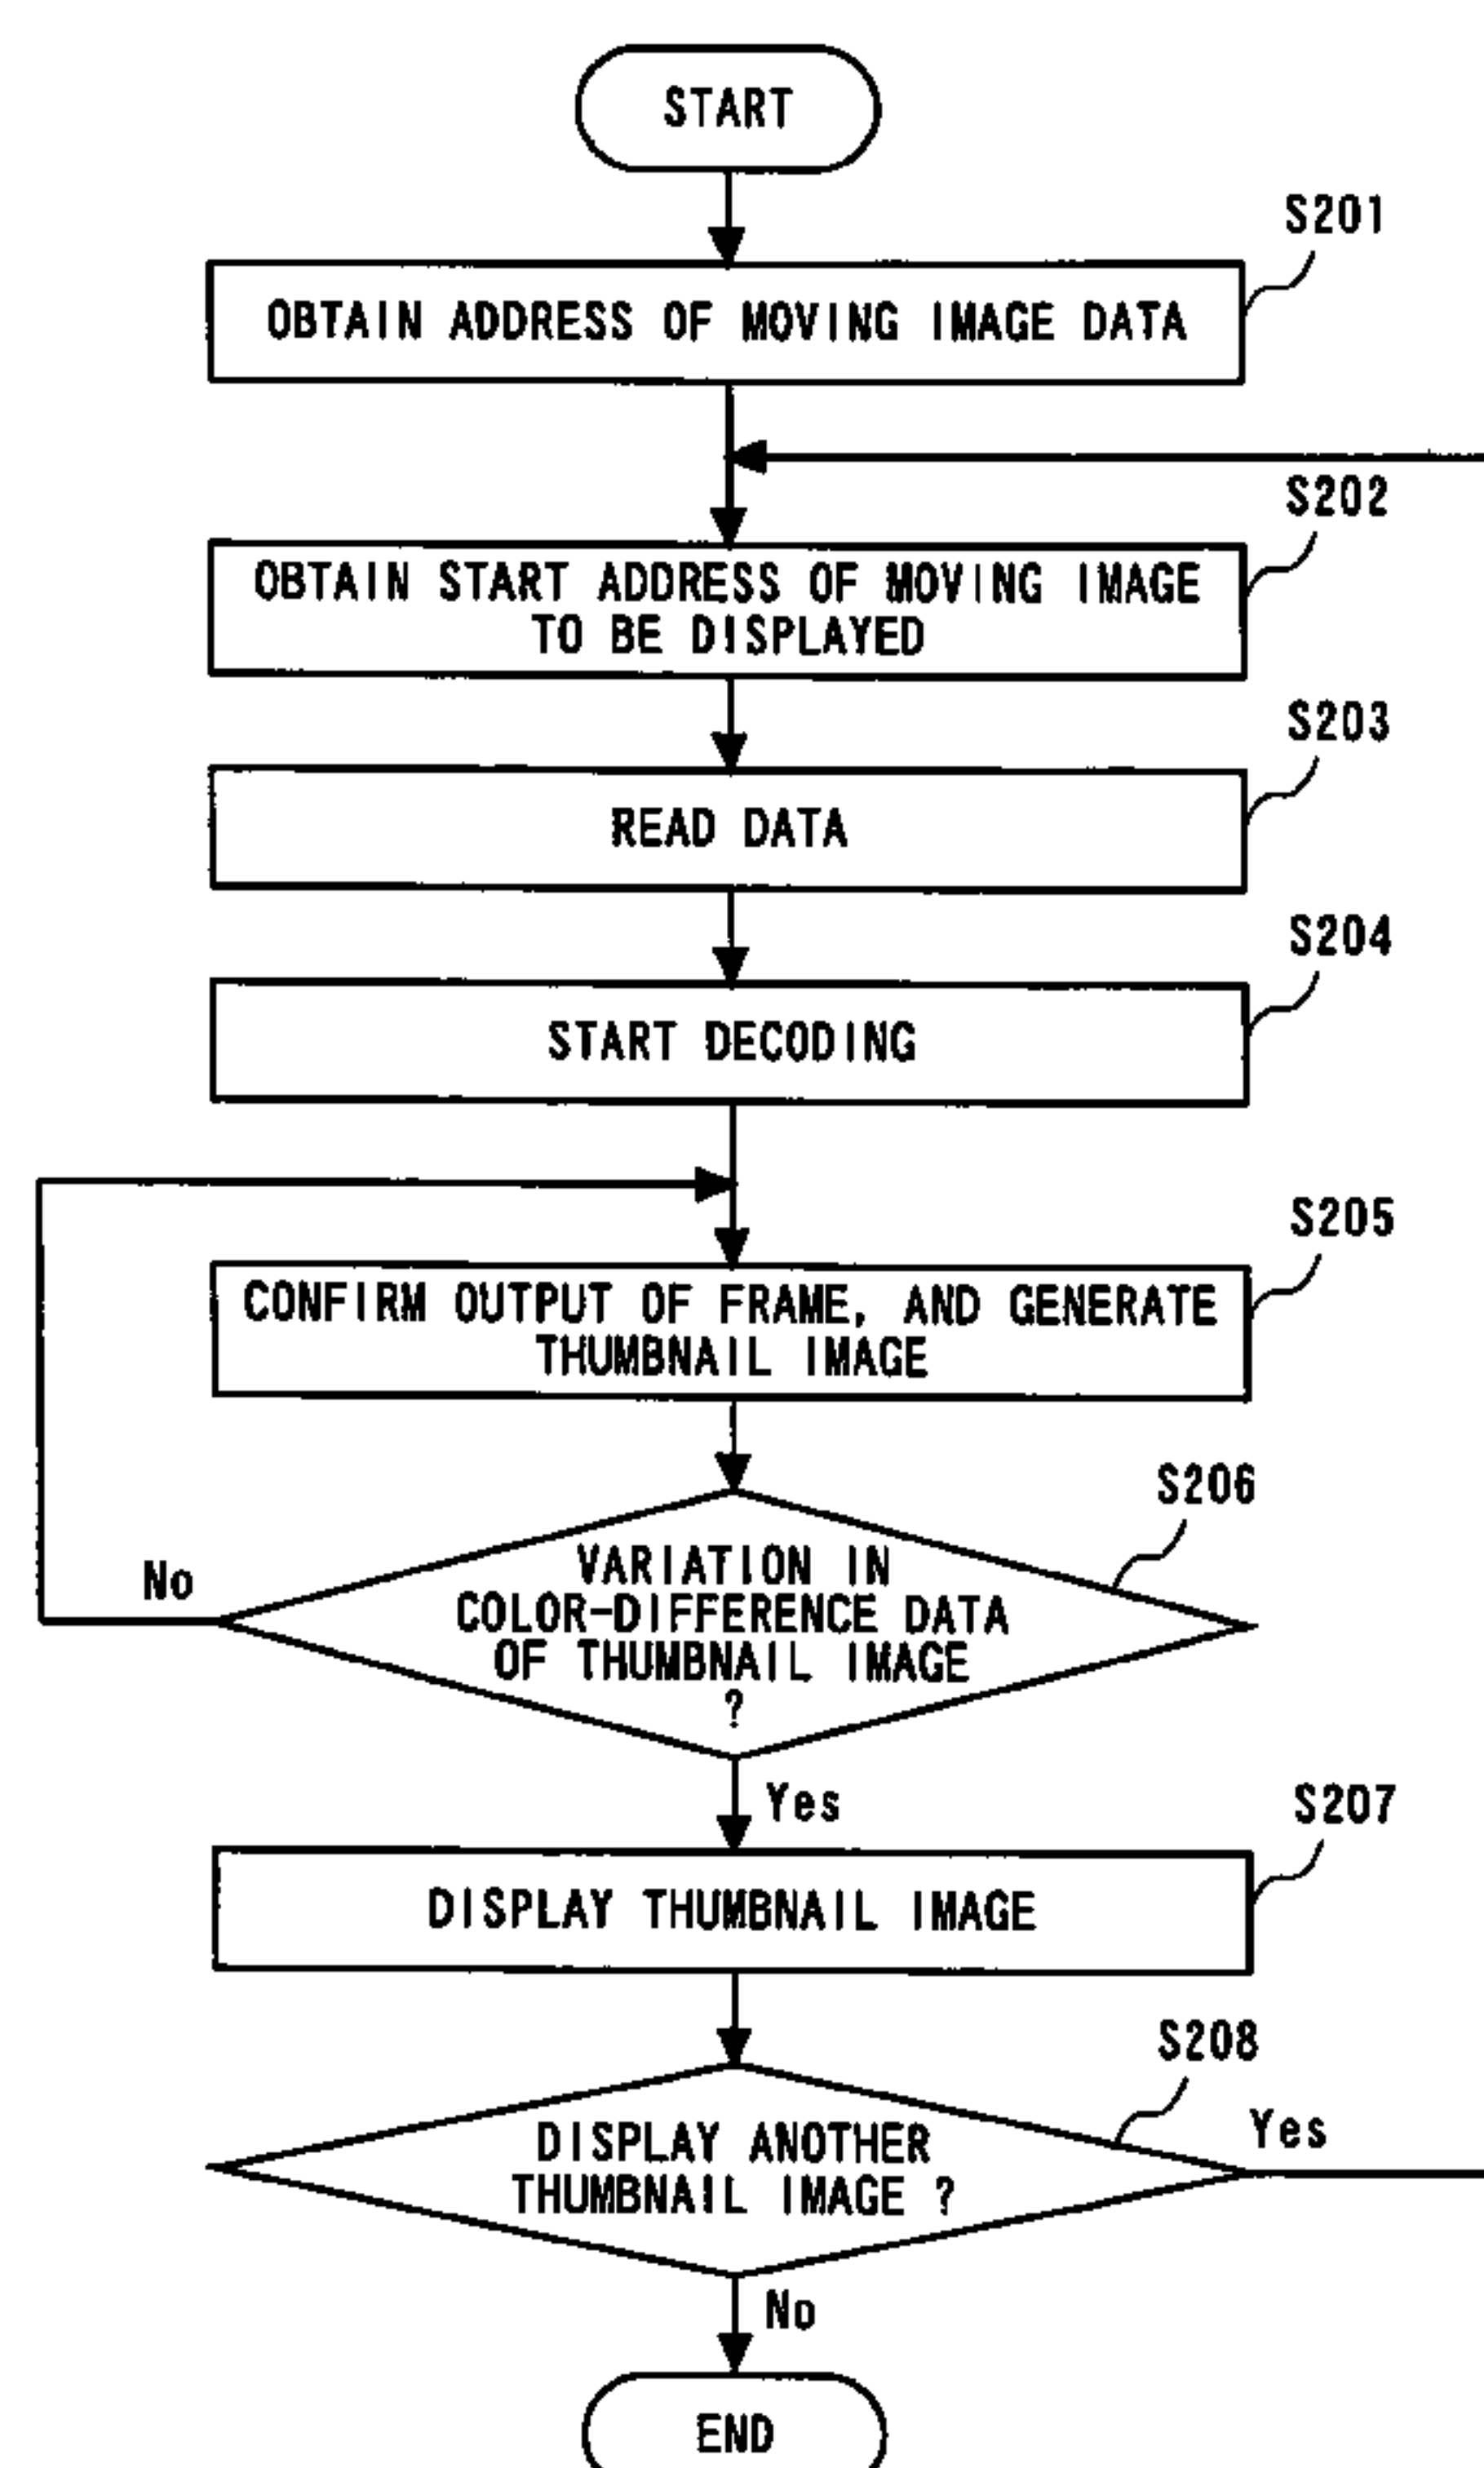 START
S201
OBTAIN ADDRESS OF MOVING IMAGE DATA
S202
OBTAIN START ADDRESS OF MOVING IMAGE
TO BE DISPLAYED
S203
READ DATA
S204
START DECODING
S205
CONFIRM OUTPUT OF FRAME, AND GENERATE
THUMBNAIL IMAGE
S206
No
VARIATION IN
COLOR-DIFFERENCE DATA
OF THUMBNAIL IMAGE
?
Yes
S207
DISPLAY THUMBNAIL IMAGE
S208
Yes
DISPLAY ANOTHER
THUMBNAIL IMAGE ?
No
END